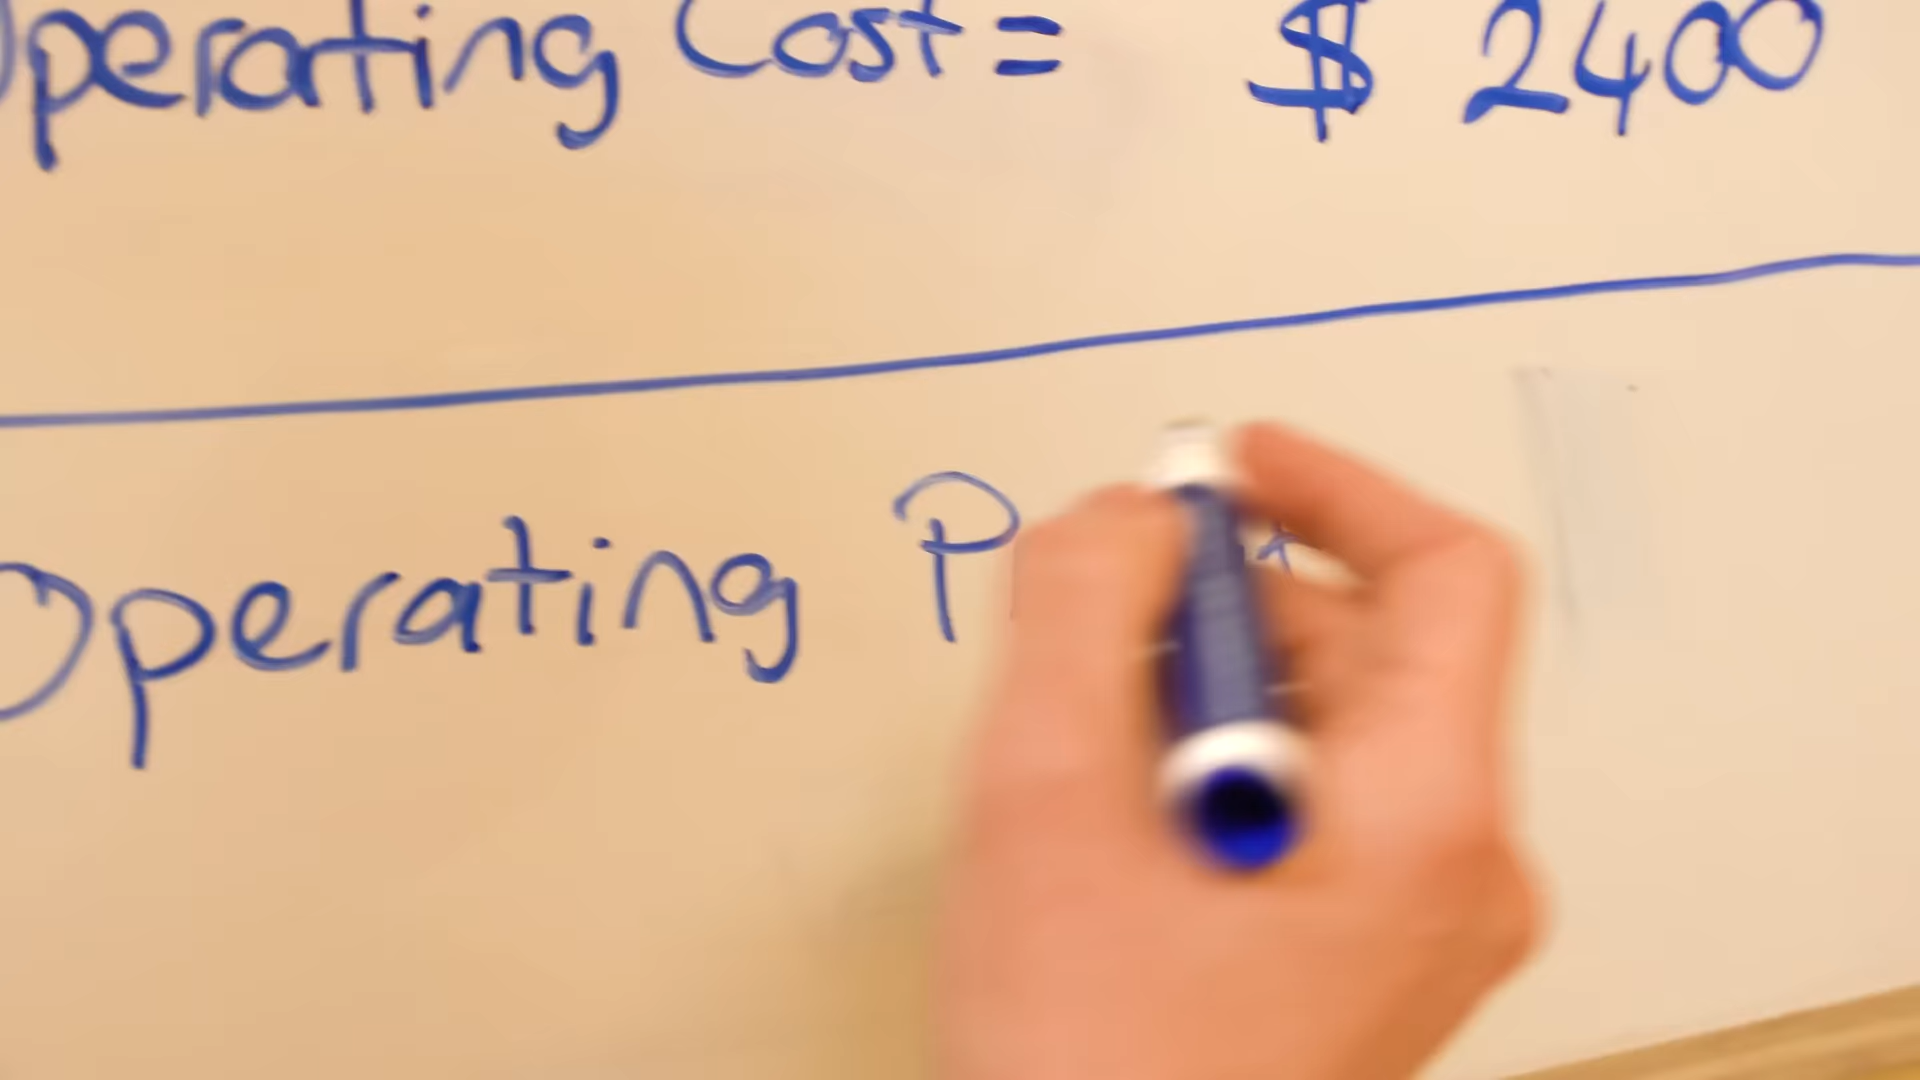 Operating Cost = $ 2400
Operating